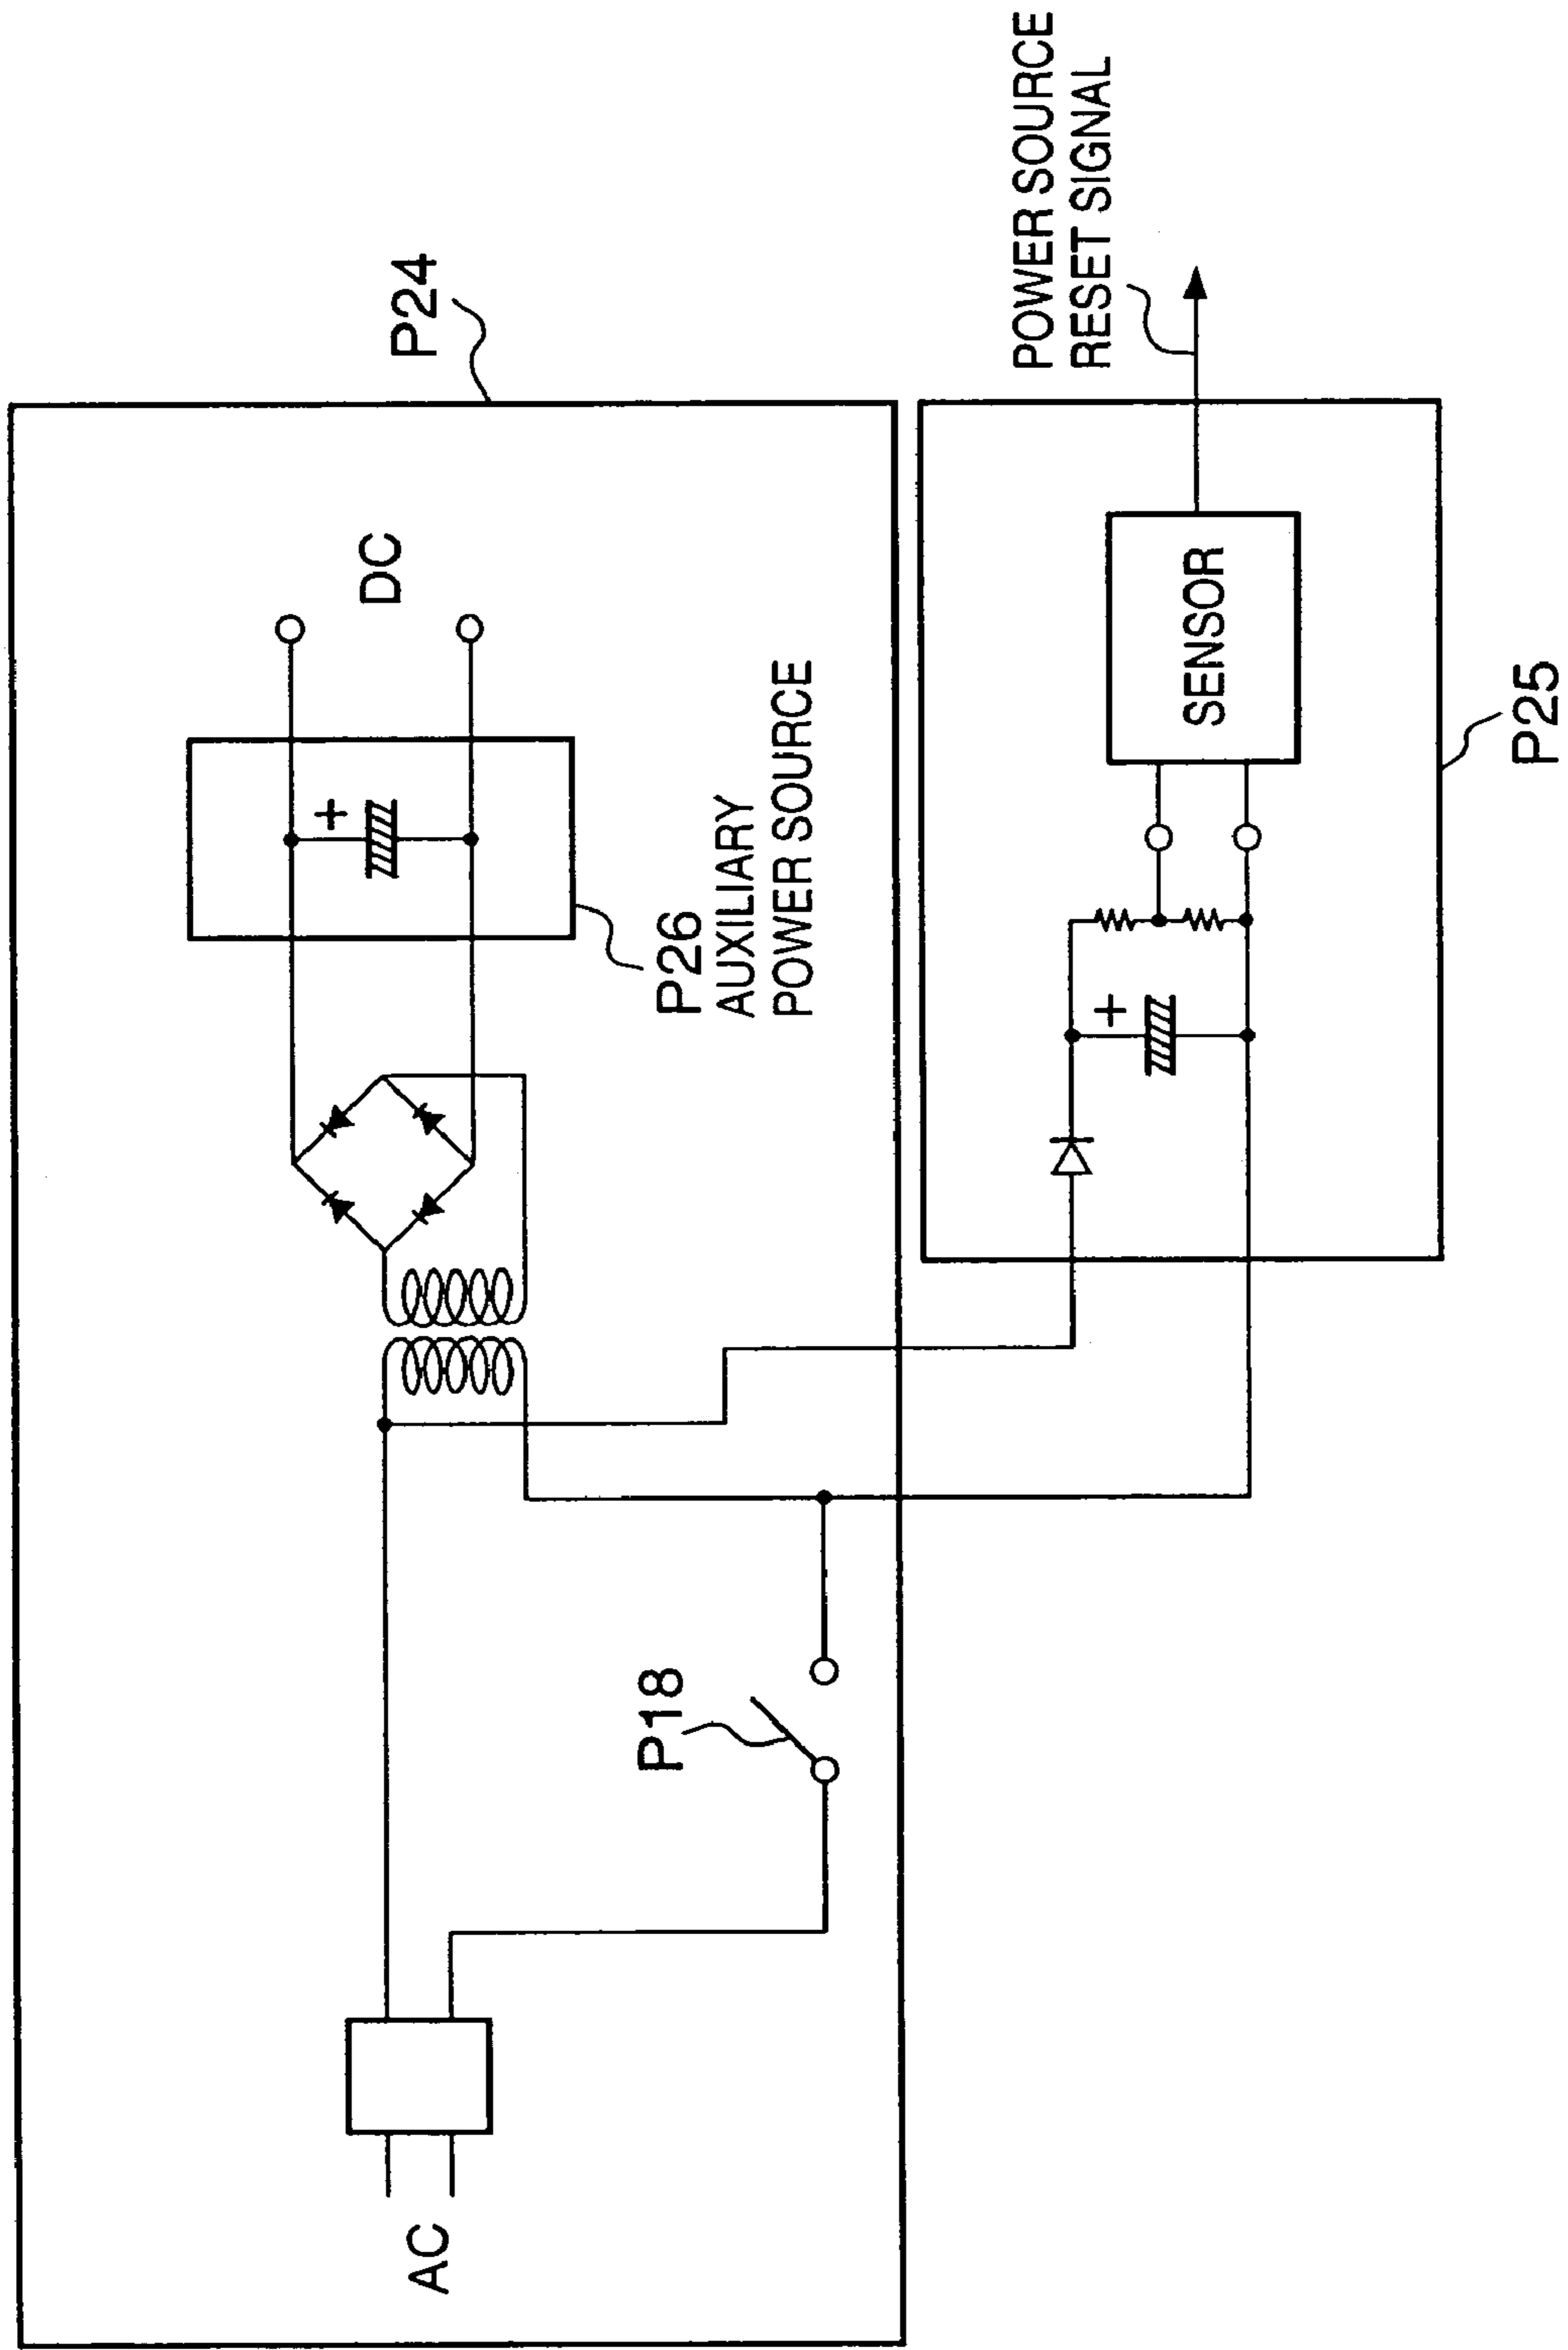 P24
DC
P26
AUXILIARY
POWER SOURCE
+
P18
AC
POWER SOURCE
RESET SIGNAL
SENSOR
+
P25